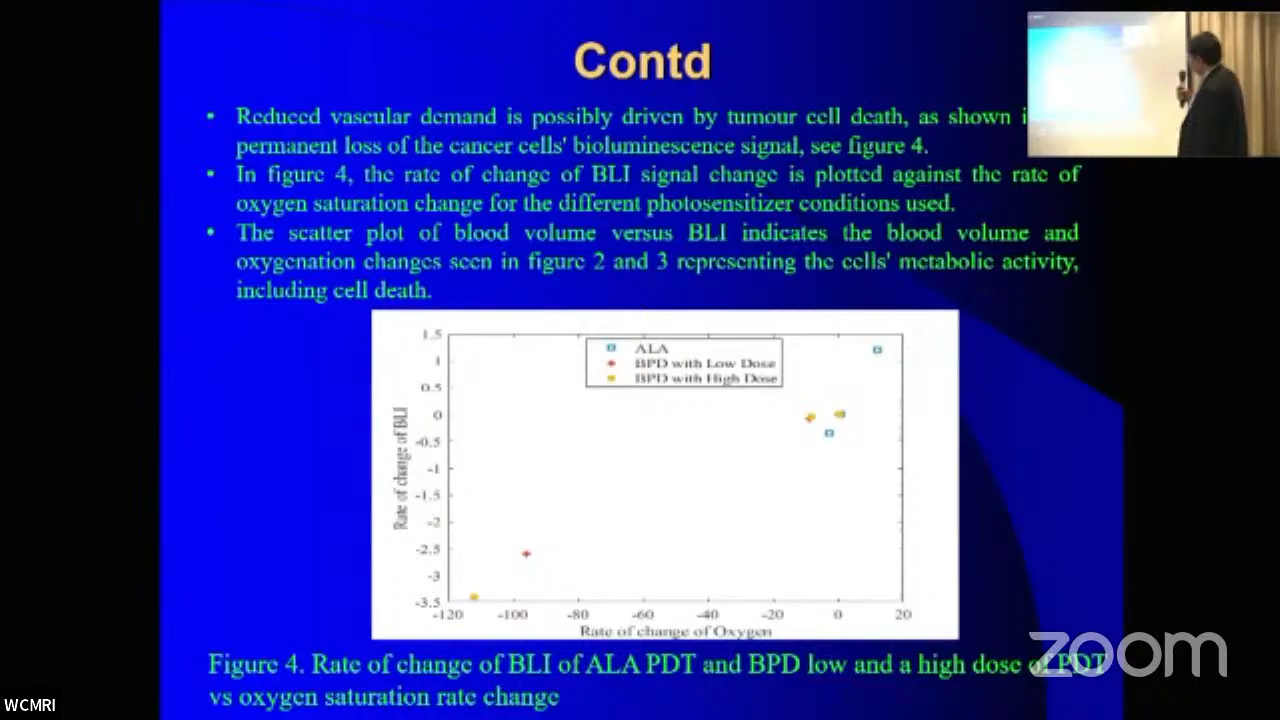 Contd
• Reduced vascular demand is possibly driven by tumour cell death, as shown
permanent loss of the cancer cells' bioluminescence signal, see figure 4.
• In figure 4, the rate of change of BLI signal change is plotted against the rate of
oxygen saturation change for the different photosensitizer conditions used.
• The scatter plot of blood volume versus BLI indicates the blood volume and
oxygenation changes seen in figure 2 and 3 representing the cells' metabolic activity,
including cell death.
ALA
BPD with Low Dose
BPD with High Dose
1.5
1
0.5
0
-0.5
-1
-1.5
-2
-2.5
-3
-3.5
Rate of change of BLI
-120 -100 -80 -60 -40 -20 0 20
Rate of change of Oxygen
Figure 4. Rate of change of BLI of ALA PDT and BPD low and a high dose of PDT
vs oxygen saturation rate change
zoom
WCMRI